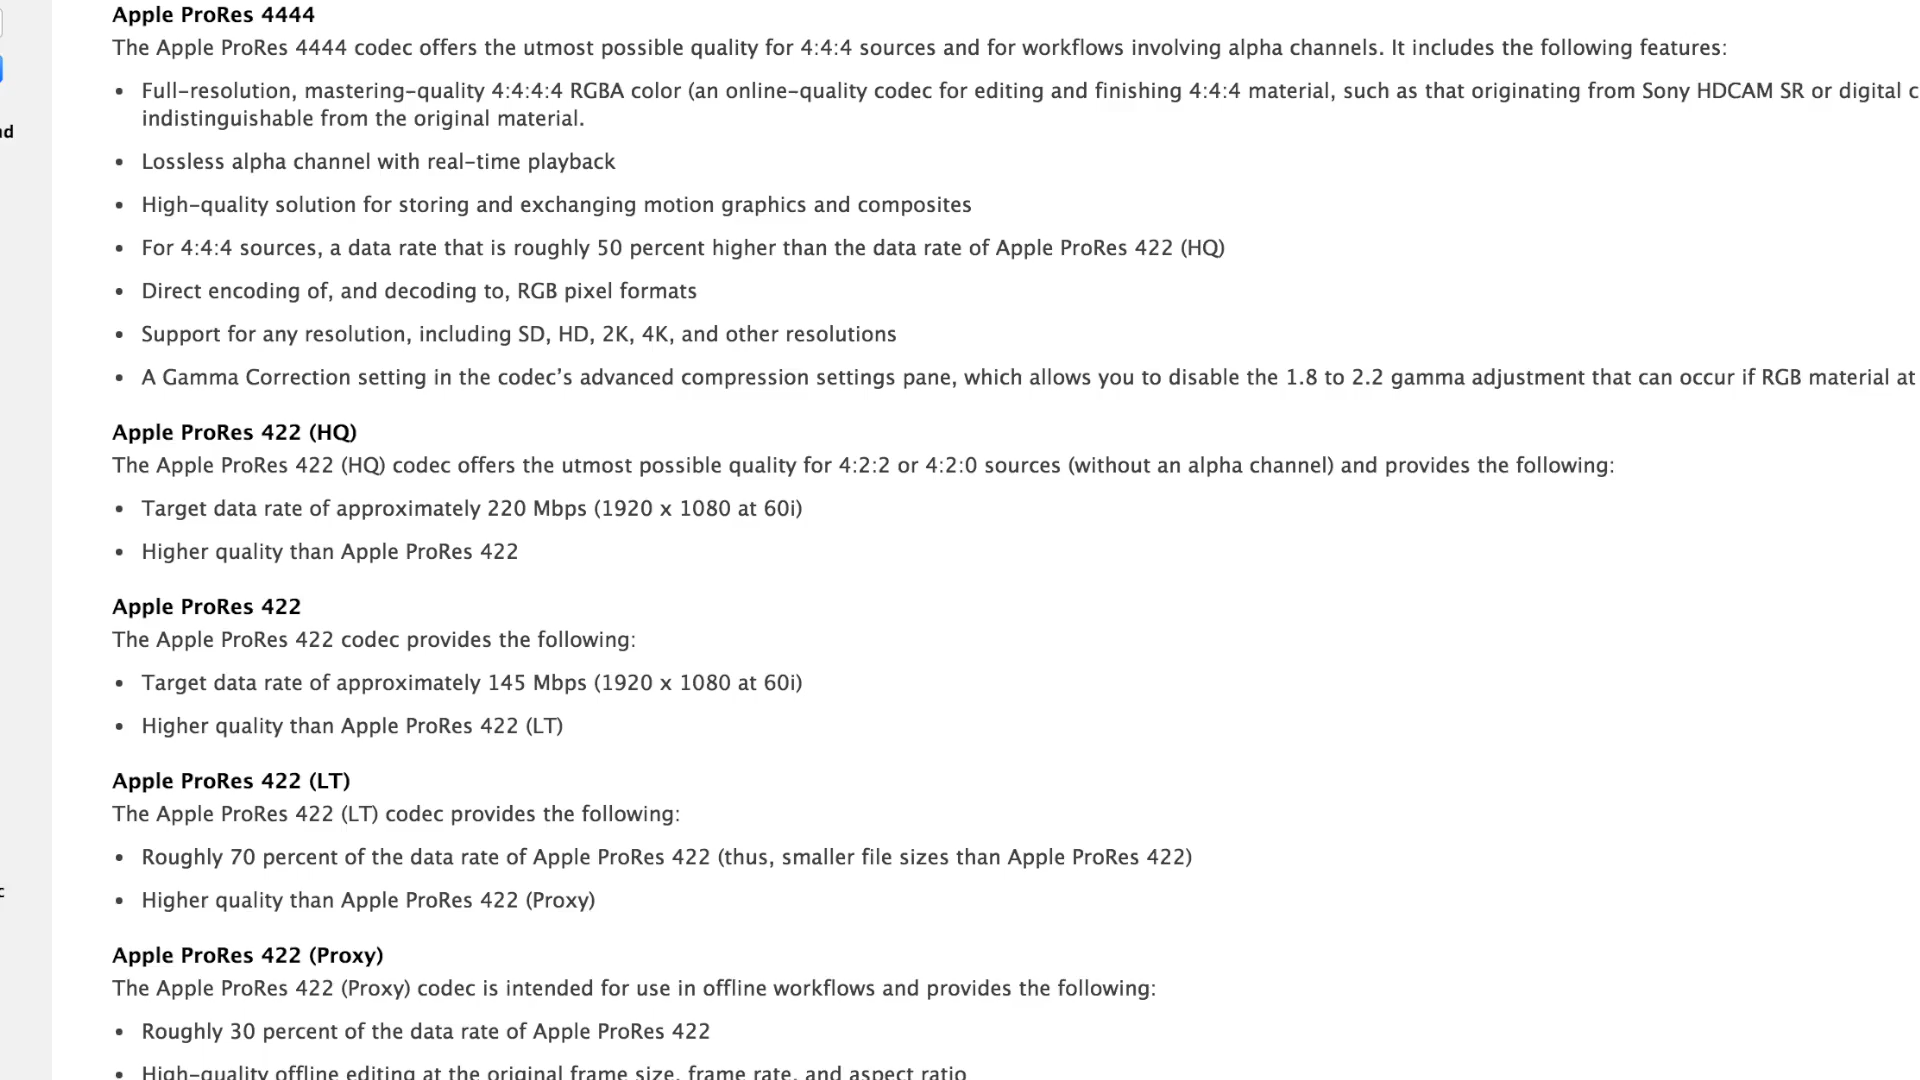 Apple ProRes 4444
The Apple ProRes 4444 codec offers the utmost possible quality for 4:4:4 sources and for workflows involving alpha channels. It includes the following features:
• Full-resolution, mastering-quality 4:4:4:4 RGBA color (an online-quality codec for editing and finishing 4:4:4 material, such as that originating from Sony HDCAM SR or digital c
indistinguishable from the original material.
nd
• Lossless alpha channel with real-time playback
• High-quality solution for storing and exchanging motion graphics and composites
• For 4:4:4 sources, a data rate that is roughly 50 percent higher than the data rate of Apple ProRes 422 (HQ)
• Direct encoding of, and decoding to, RGB pixel formats
• Support for any resolution, including SD, HD, 2K, 4K, and other resolutions
• A Gamma Correction setting in the codec’s advanced compression settings pane, which allows you to disable the 1.8 to 2.2 gamma adjustment that can occur if RGB material at
Apple ProRes 422 (HQ)
The Apple ProRes 422 (HQ) codec offers the utmost possible quality for 4:2:2 or 4:2:0 sources (without an alpha channel) and provides the following:
• Target data rate of approximately 220 Mbps (1920 x 1080 at 60i)
• Higher quality than Apple ProRes 422
Apple ProRes 422
The Apple ProRes 422 codec provides the following:
• Target data rate of approximately 145 Mbps (1920 x 1080 at 60i)
• Higher quality than Apple ProRes 422 (LT)
Apple ProRes 422 (LT)
The Apple ProRes 422 (LT) codec provides the following:
• Roughly 70 percent of the data rate of Apple ProRes 422 (thus, smaller file sizes than Apple ProRes 422)
• Higher quality than Apple ProRes 422 (Proxy)
Apple ProRes 422 (Proxy)
The Apple ProRes 422 (Proxy) codec is intended for use in offline workflows and provides the following:
• Roughly 30 percent of the data rate of Apple ProRes 422
• High-quality offline editing at the original frame size, frame rate, and aspect ratio